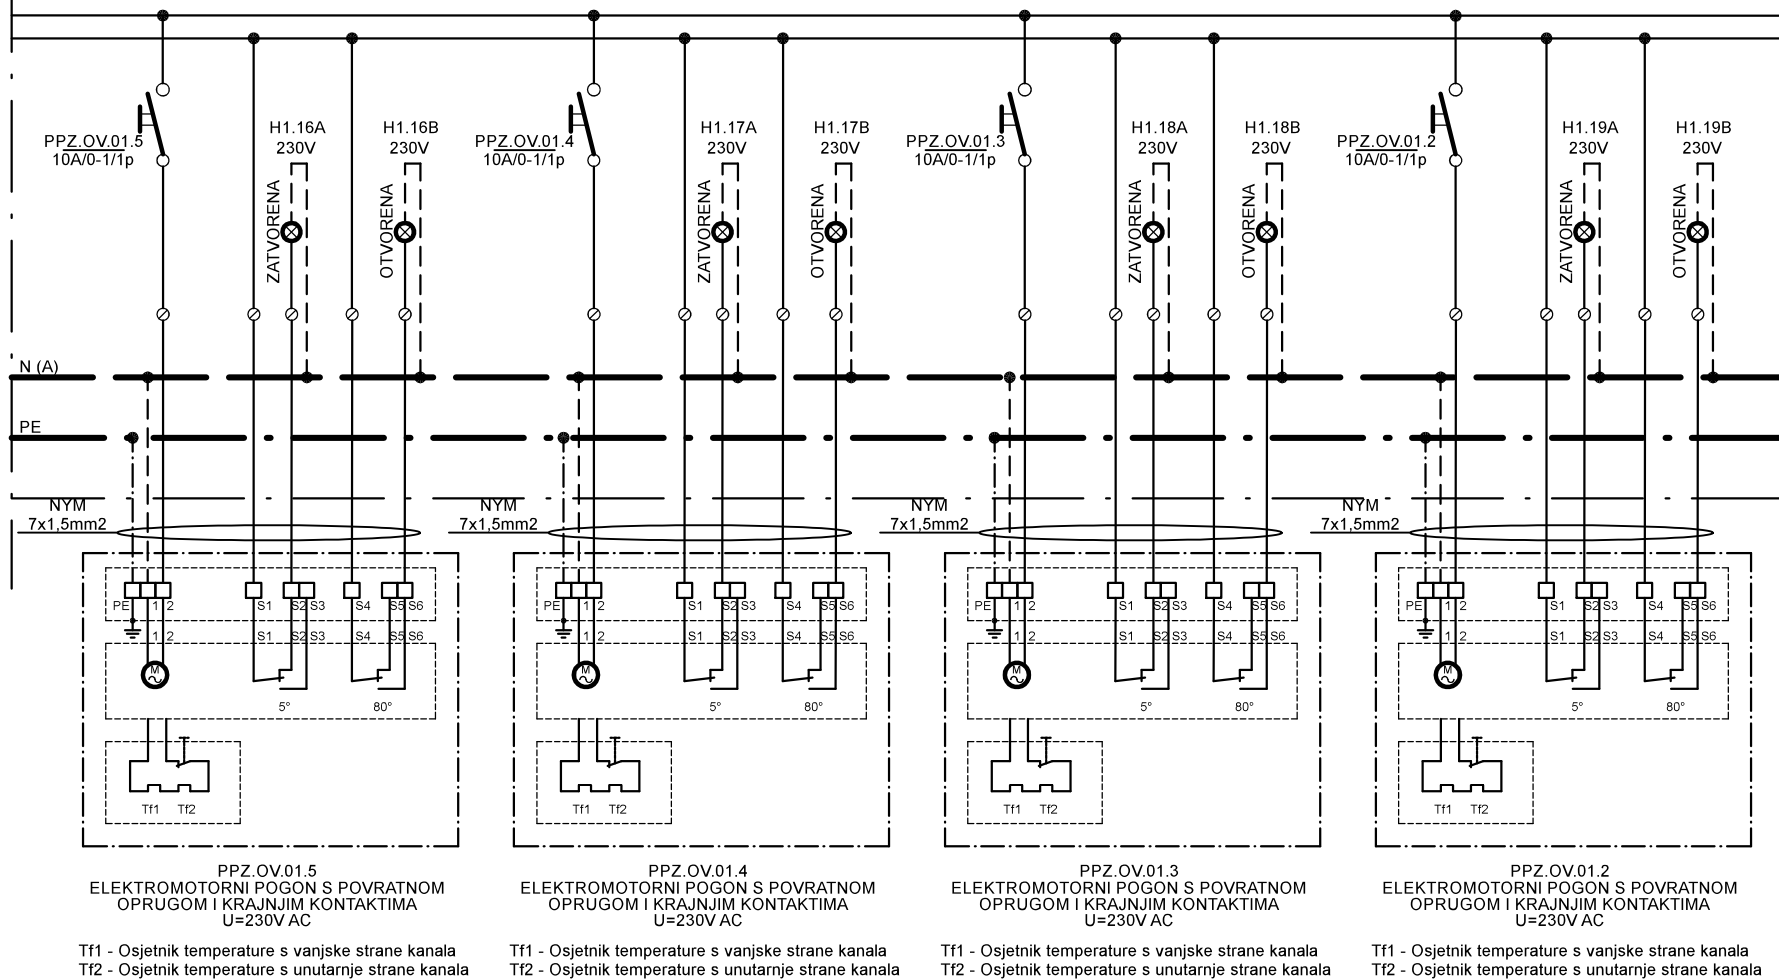 PPZ.OV.01.5
10A/0-1/1p
H1.16A
230V
ZATVORENA
H1.16B
230V
OTVORENA
PPZ.OV.01.4
10A/0-1/1p
H1.17A
230V
ZATVORENA
H1.17B
230V
OTVORENA
PPZ.OV.01.3
10A/0-1/1p
H1.18A
230V
ZATVORENA
H1.18B
230V
OTVORENA
PPZ.OV.01.2
10A/0-1/1p
H1.19A
230V
ZATVORENA
H1.19B
230V
OTVORENA
N (A)
PE
NYM
7x1,5mm2
NYM
7x1,5mm2
NYM
7x1,5mm2
NYM
7x1,5mm2
PE 1 2 S1 S2 S3 S4 S5 S6
1 2 S1 S2 S3 S4 S5 S6
M
5° 80°
Tf1 Tf2
PE 1 2 S1 S2 S3 S4 S5 S6
1 2 S1 S2 S3 S4 S5 S6
M
5° 80°
Tf1 Tf2
PE 1 2 S1 S2 S3 S4 S5 S6
1 2 S1 S2 S3 S4 S5 S6
M
5° 80°
Tf1 Tf2
PE 1 2 S1 S2 S3 S4 S5 S6
1 2 S1 S2 S3 S4 S5 S6
M
5° 80°
Tf1 Tf2
PPZ.OV.01.5
ELEKTROMOTORNI POGON S POVRATNOM
OPRUGOM I KRAJNJIM KONTAKTIMA
U=230V AC
Tf1 - Osjetnik temperature s vanjske strane kanala
Tf2 - Osjetnik temperature s unutarnje strane kanala
PPZ.OV.01.4
ELEKTROMOTORNI POGON S POVRATNOM
OPRUGOM I KRAJNJIM KONTAKTIMA
U=230V AC
Tf1 - Osjetnik temperature s vanjske strane kanala
Tf2 - Osjetnik temperature s unutarnje strane kanala
PPZ.OV.01.3
ELEKTROMOTORNI POGON S POVRATNOM
OPRUGOM I KRAJNJIM KONTAKTIMA
U=230V AC
Tf1 - Osjetnik temperature s vanjske strane kanala
Tf2 - Osjetnik temperature s unutarnje strane kanala
PPZ.OV.01.2
ELEKTROMOTORNI POGON S POVRATNOM
OPRUGOM I KRAJNJIM KONTAKTIMA
U=230V AC
Tf1 - Osjetnik temperature s vanjske strane kanala
Tf2 - Osjetnik temperature s unutarnje strane kanala